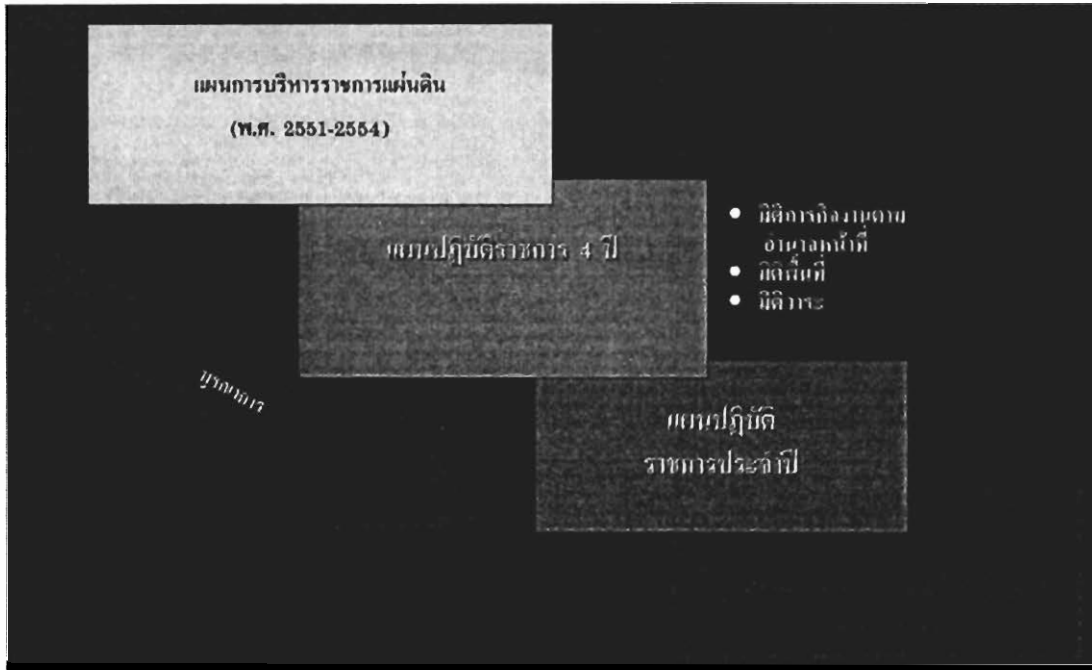 แผนการบริหารราชการแผ่นดิน
(พ.ศ. 2551-2554)
แผนปฏิบัติราชการ 4 ปี
● มิติภารกิจงานตาม
อำนาจหน้าที่
● มิติพื้นที่
● มิติวาระ
บูรณาการ
แผนปฏิบัติ
ราชการประจำปี